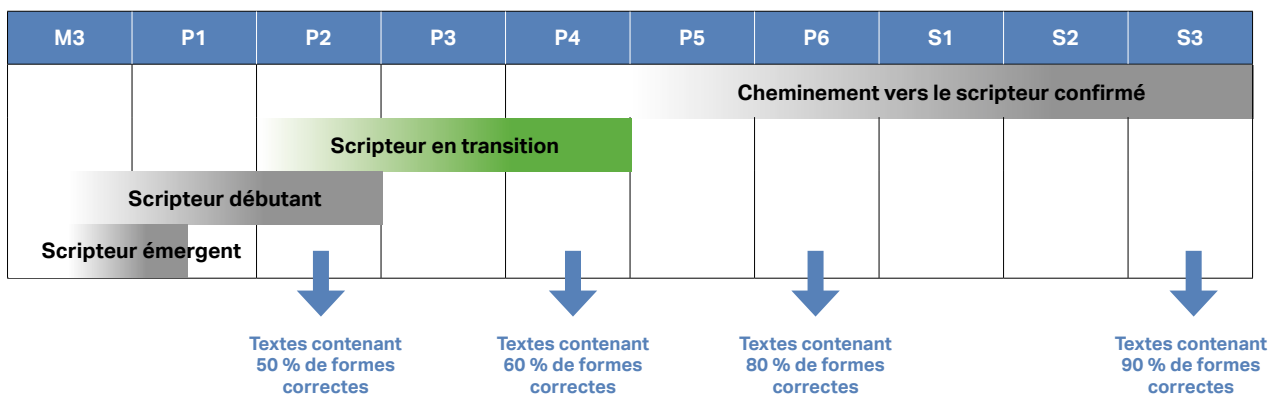 M3 P1 P2 P3 P4 P5 P6 S1 S2 S3
Cheminement vers le scripteur confirmé
Scripteur en transition
Scripteur débutant
Scripteur émergent
Textes contenant
50 % de formes
correctes
Textes contenant
60 % de formes
correctes
Textes contenant
80 % de formes
correctes
Textes contenant
90 % de formes
correctes